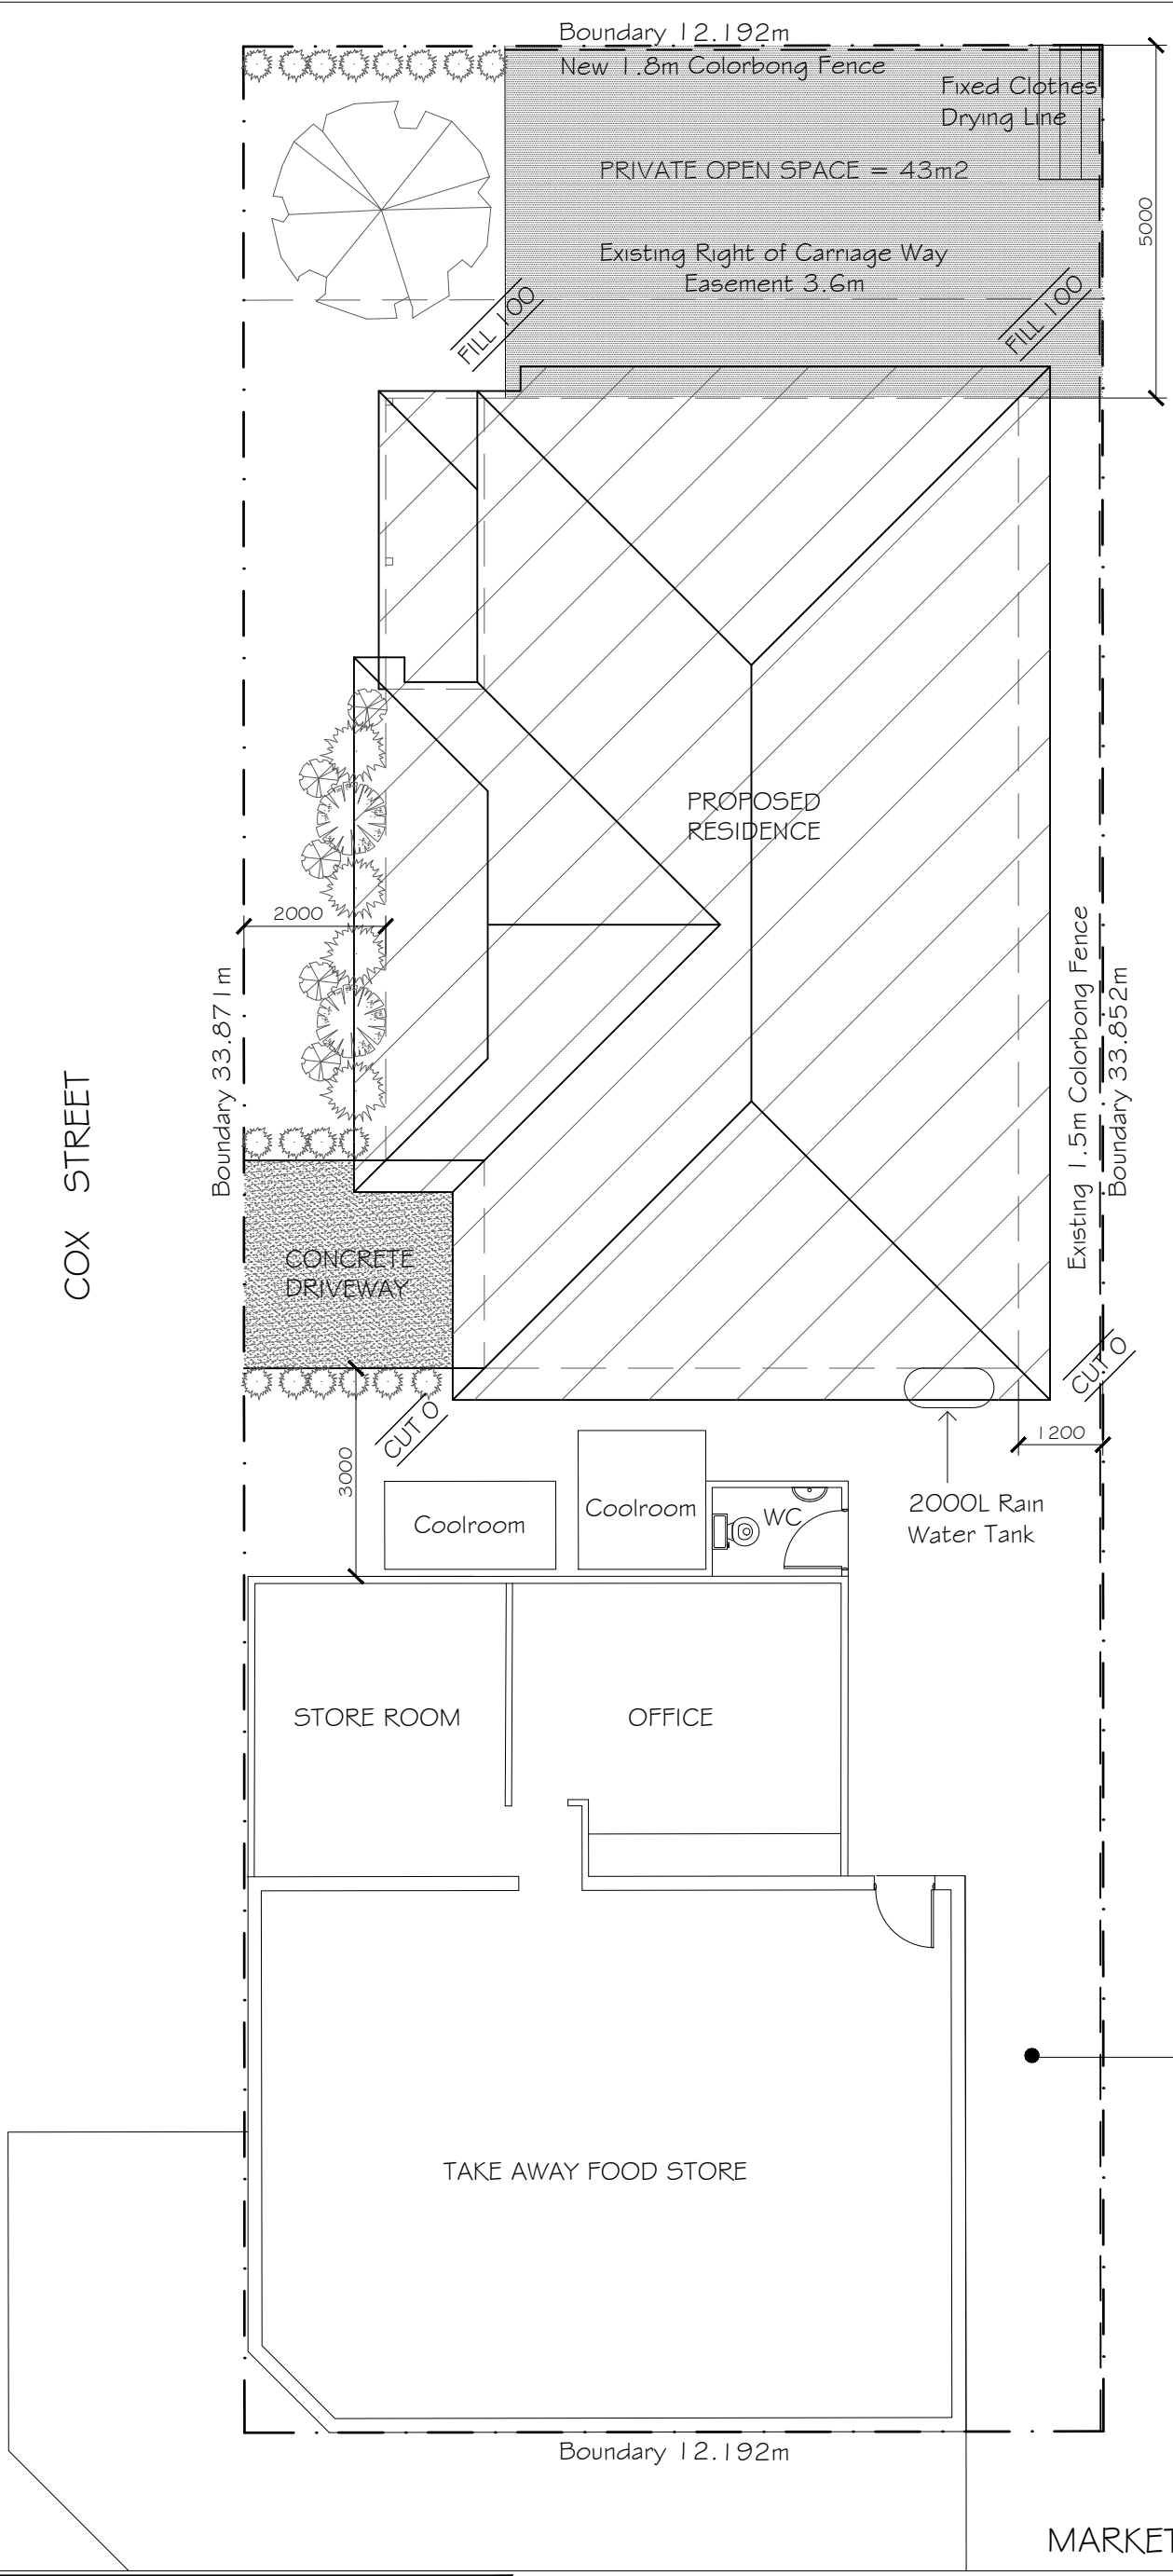 Boundary 12.192m
New 1.8m Colorbong Fence
Fixed Clothes
Drying Line
PRIVATE OPEN SPACE = 43m2
5000
Existing Right of Carriage Way
Easement 3.6m
FILL 100
FILL 100
PROPOSED
RESIDENCE
2000
Boundary 33.871m
Existing 1.5m Colorbong Fence
Boundary 33.852m
COX STREET
CONCRETE
DRIVEWAY
CUT 0
CUT 0
1200
3000
Coolroom
Coolroom
WC
2000L Rain
Water Tank
STORE ROOM
OFFICE
TAKE AWAY FOOD STORE
Boundary 12.192m
MARKET